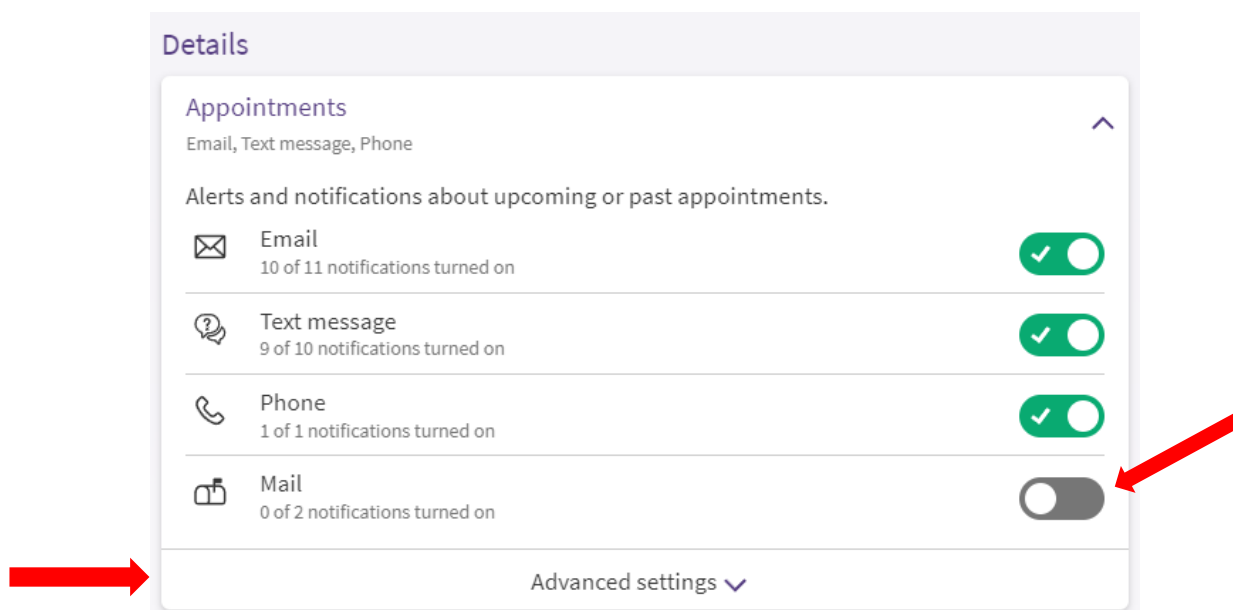 Details
Appointments
Email, Text message, Phone
Alerts and notifications about upcoming or past appointments.
Email
10 of 11 notifications turned on
Text message
9 of 10 notifications turned on
Phone
1 of 1 notifications turned on
Mail
0 of 2 notifications turned on
Advanced settings